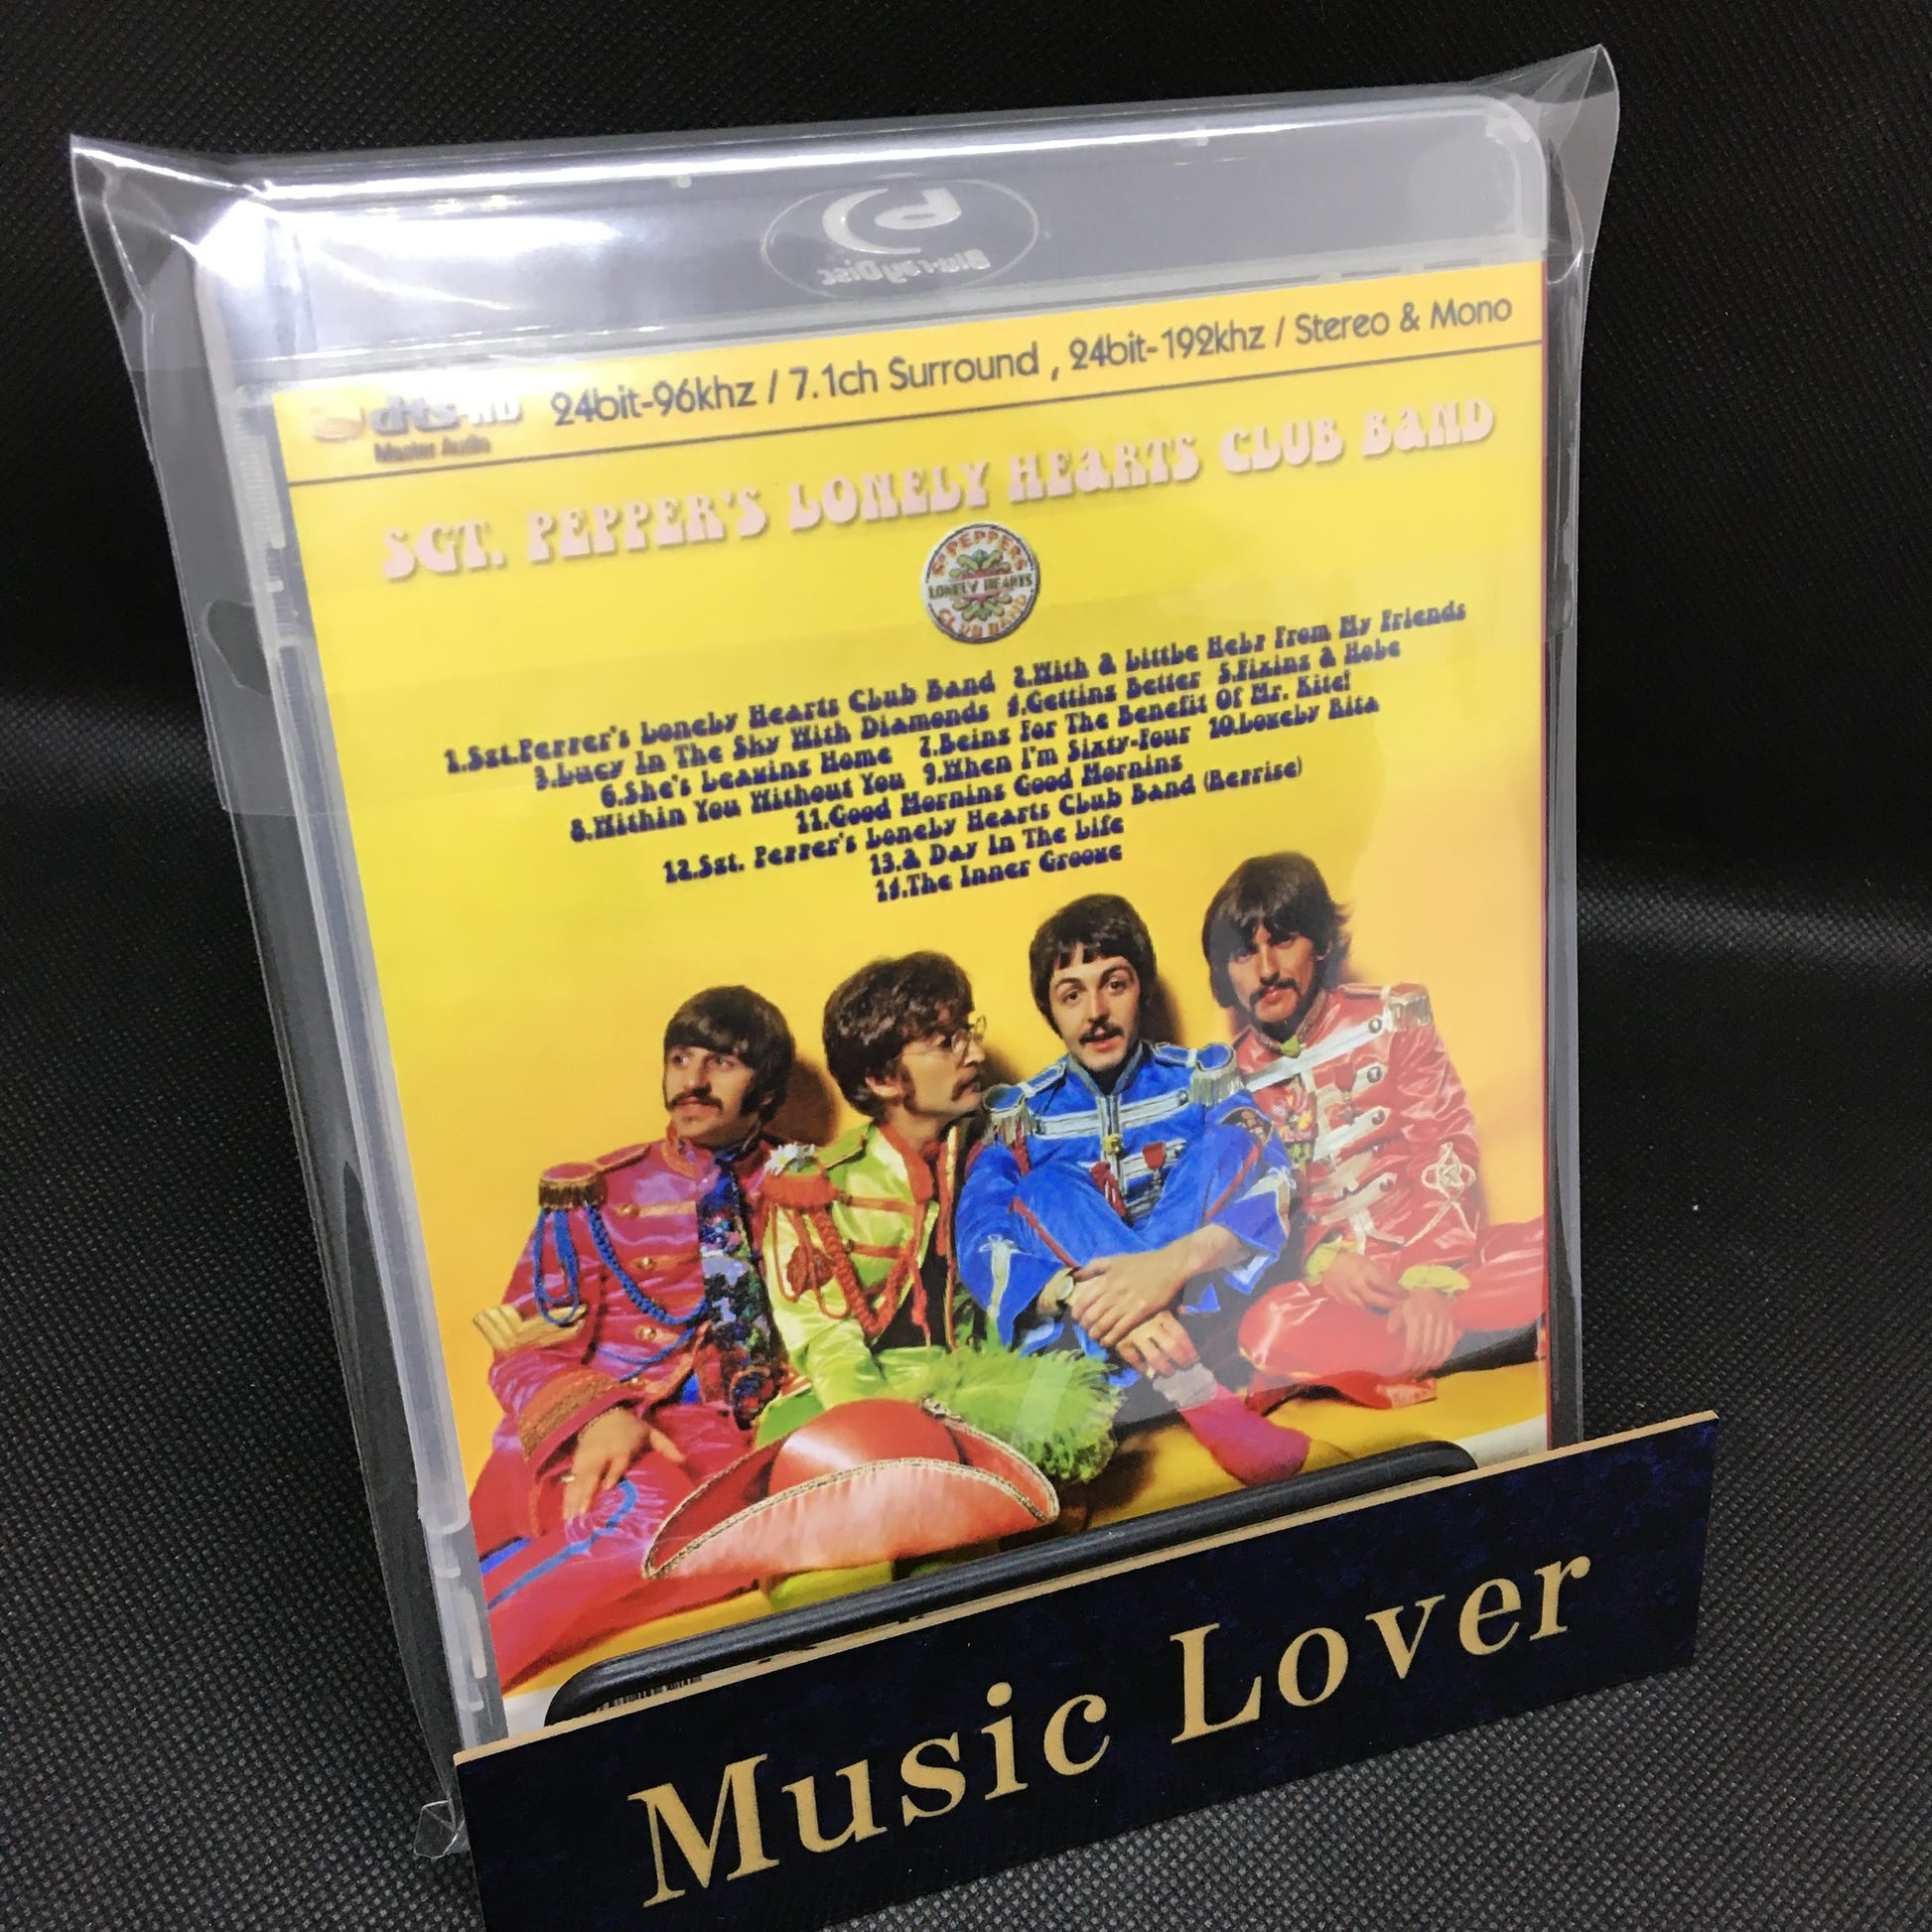 Blu-ray Disc
dts-HD
Master Audio
24bit-96khz / 7.1ch Surround , 24bit-192khz / Stereo & Mono
SGT. PEPPER'S LONELY HEARTS CLUB BAND
SGT PEPPERS
LONELY HEARTS
CLUB BAND
1.Sgt.Pepper's Lonely Hearts Club Band 2.With A Little Help From My Friends
3.Lucy In The Sky With Diamonds 4.Getting Better 5.Fixing A Hole
6.She's Leaving Home 7.Being For The Benefit Of Mr. Kite!
8.Within You Without You 9.When I'm Sixty-Four 10.Lovely Rita
11.Good Morning Good Morning
12.Sgt. Pepper's Lonely Hearts Club Band (Reprise)
13.A Day In The Life
14.The Inner Groove
Music Lover